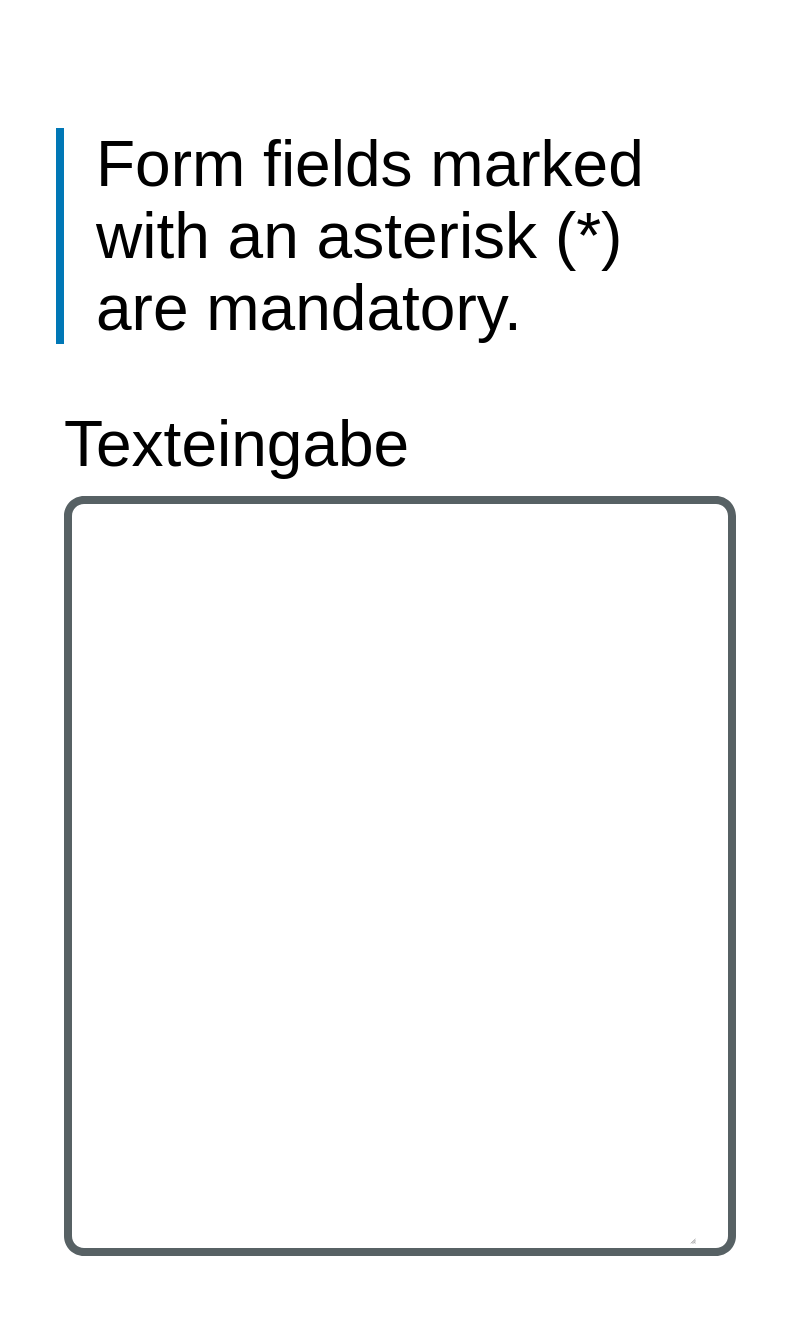 Form fields marked
with an asterisk (*)
are mandatory.
Texteingabe